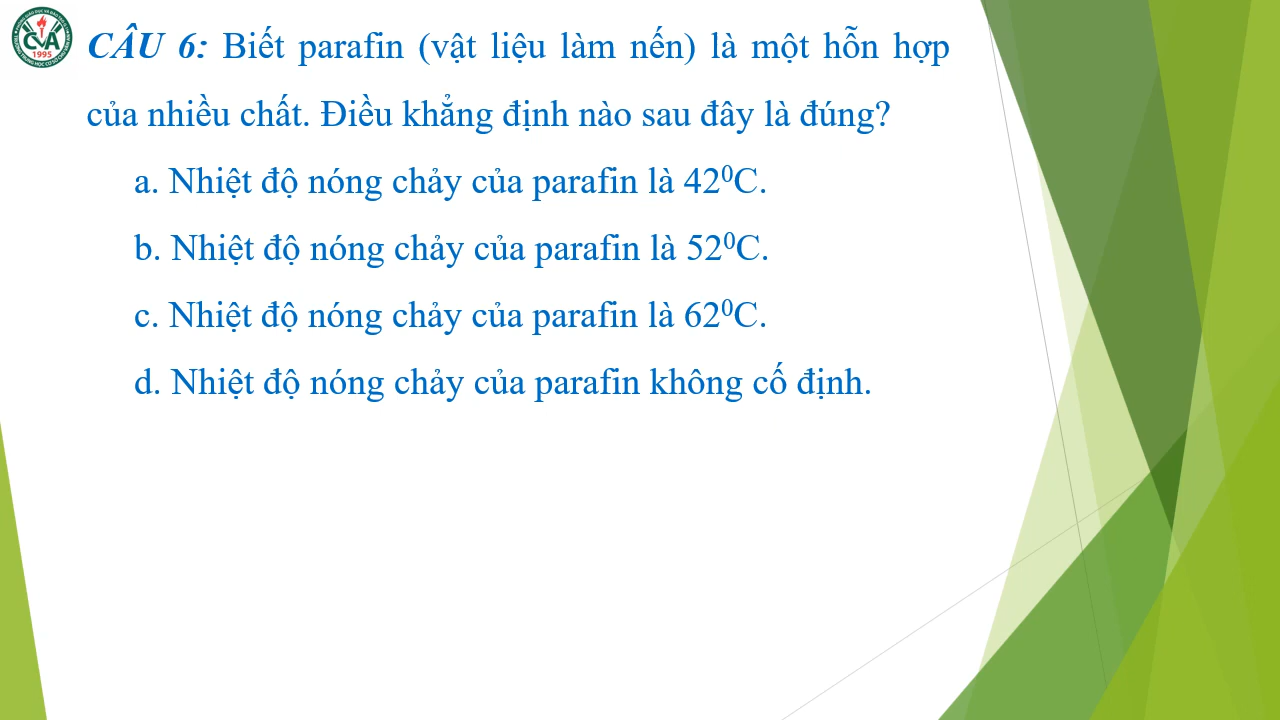 CVA
1995
CÂU 6: Biết parafin (vật liệu làm nến) là một hỗn hợp
của nhiều chất. Điều khẳng định nào sau đây là đúng?
a. Nhiệt độ nóng chảy của parafin là 42⁰C.
b. Nhiệt độ nóng chảy của parafin là 52⁰C.
c. Nhiệt độ nóng chảy của parafin là 62⁰C.
d. Nhiệt độ nóng chảy của parafin không cố định.